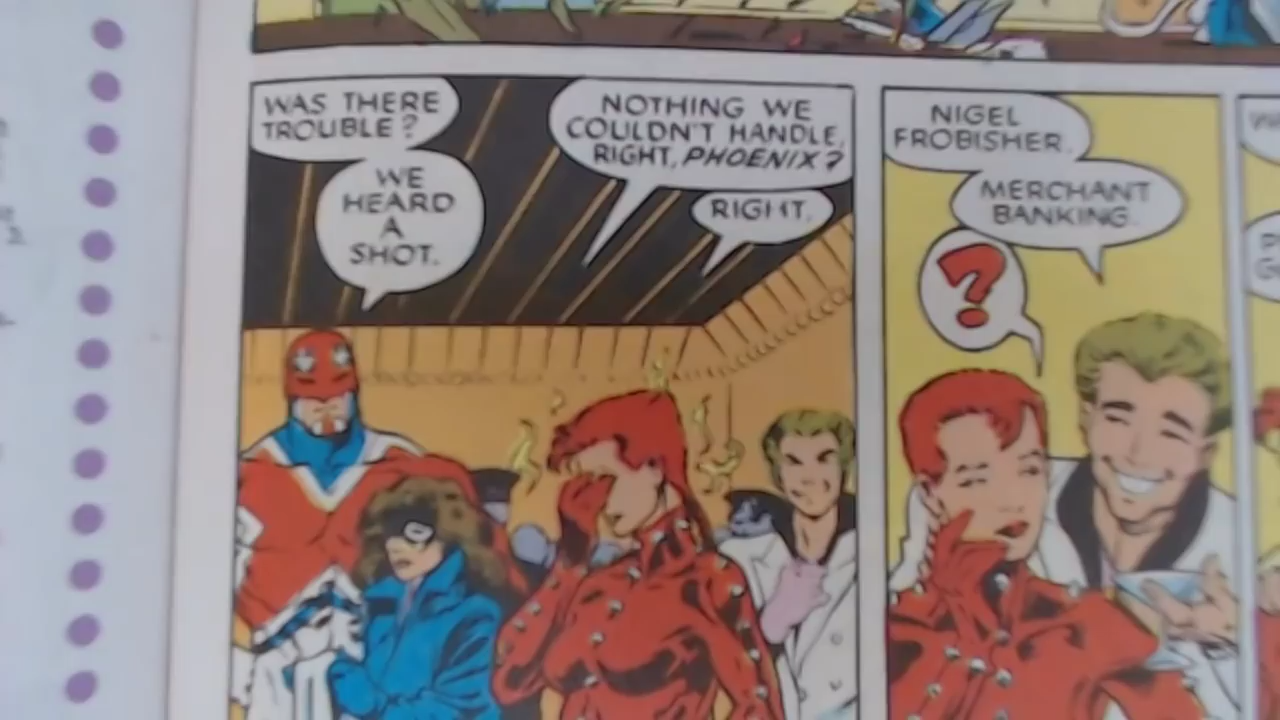 WAS THERE
TROUBLE?
WE
HEARD
A
SHOT.
NOTHING WE
COULDN'T HANDLE,
RIGHT, PHOENIX?
RIGHT.
NIGEL
FROBISHER.
MERCHANT
BANKING.
?